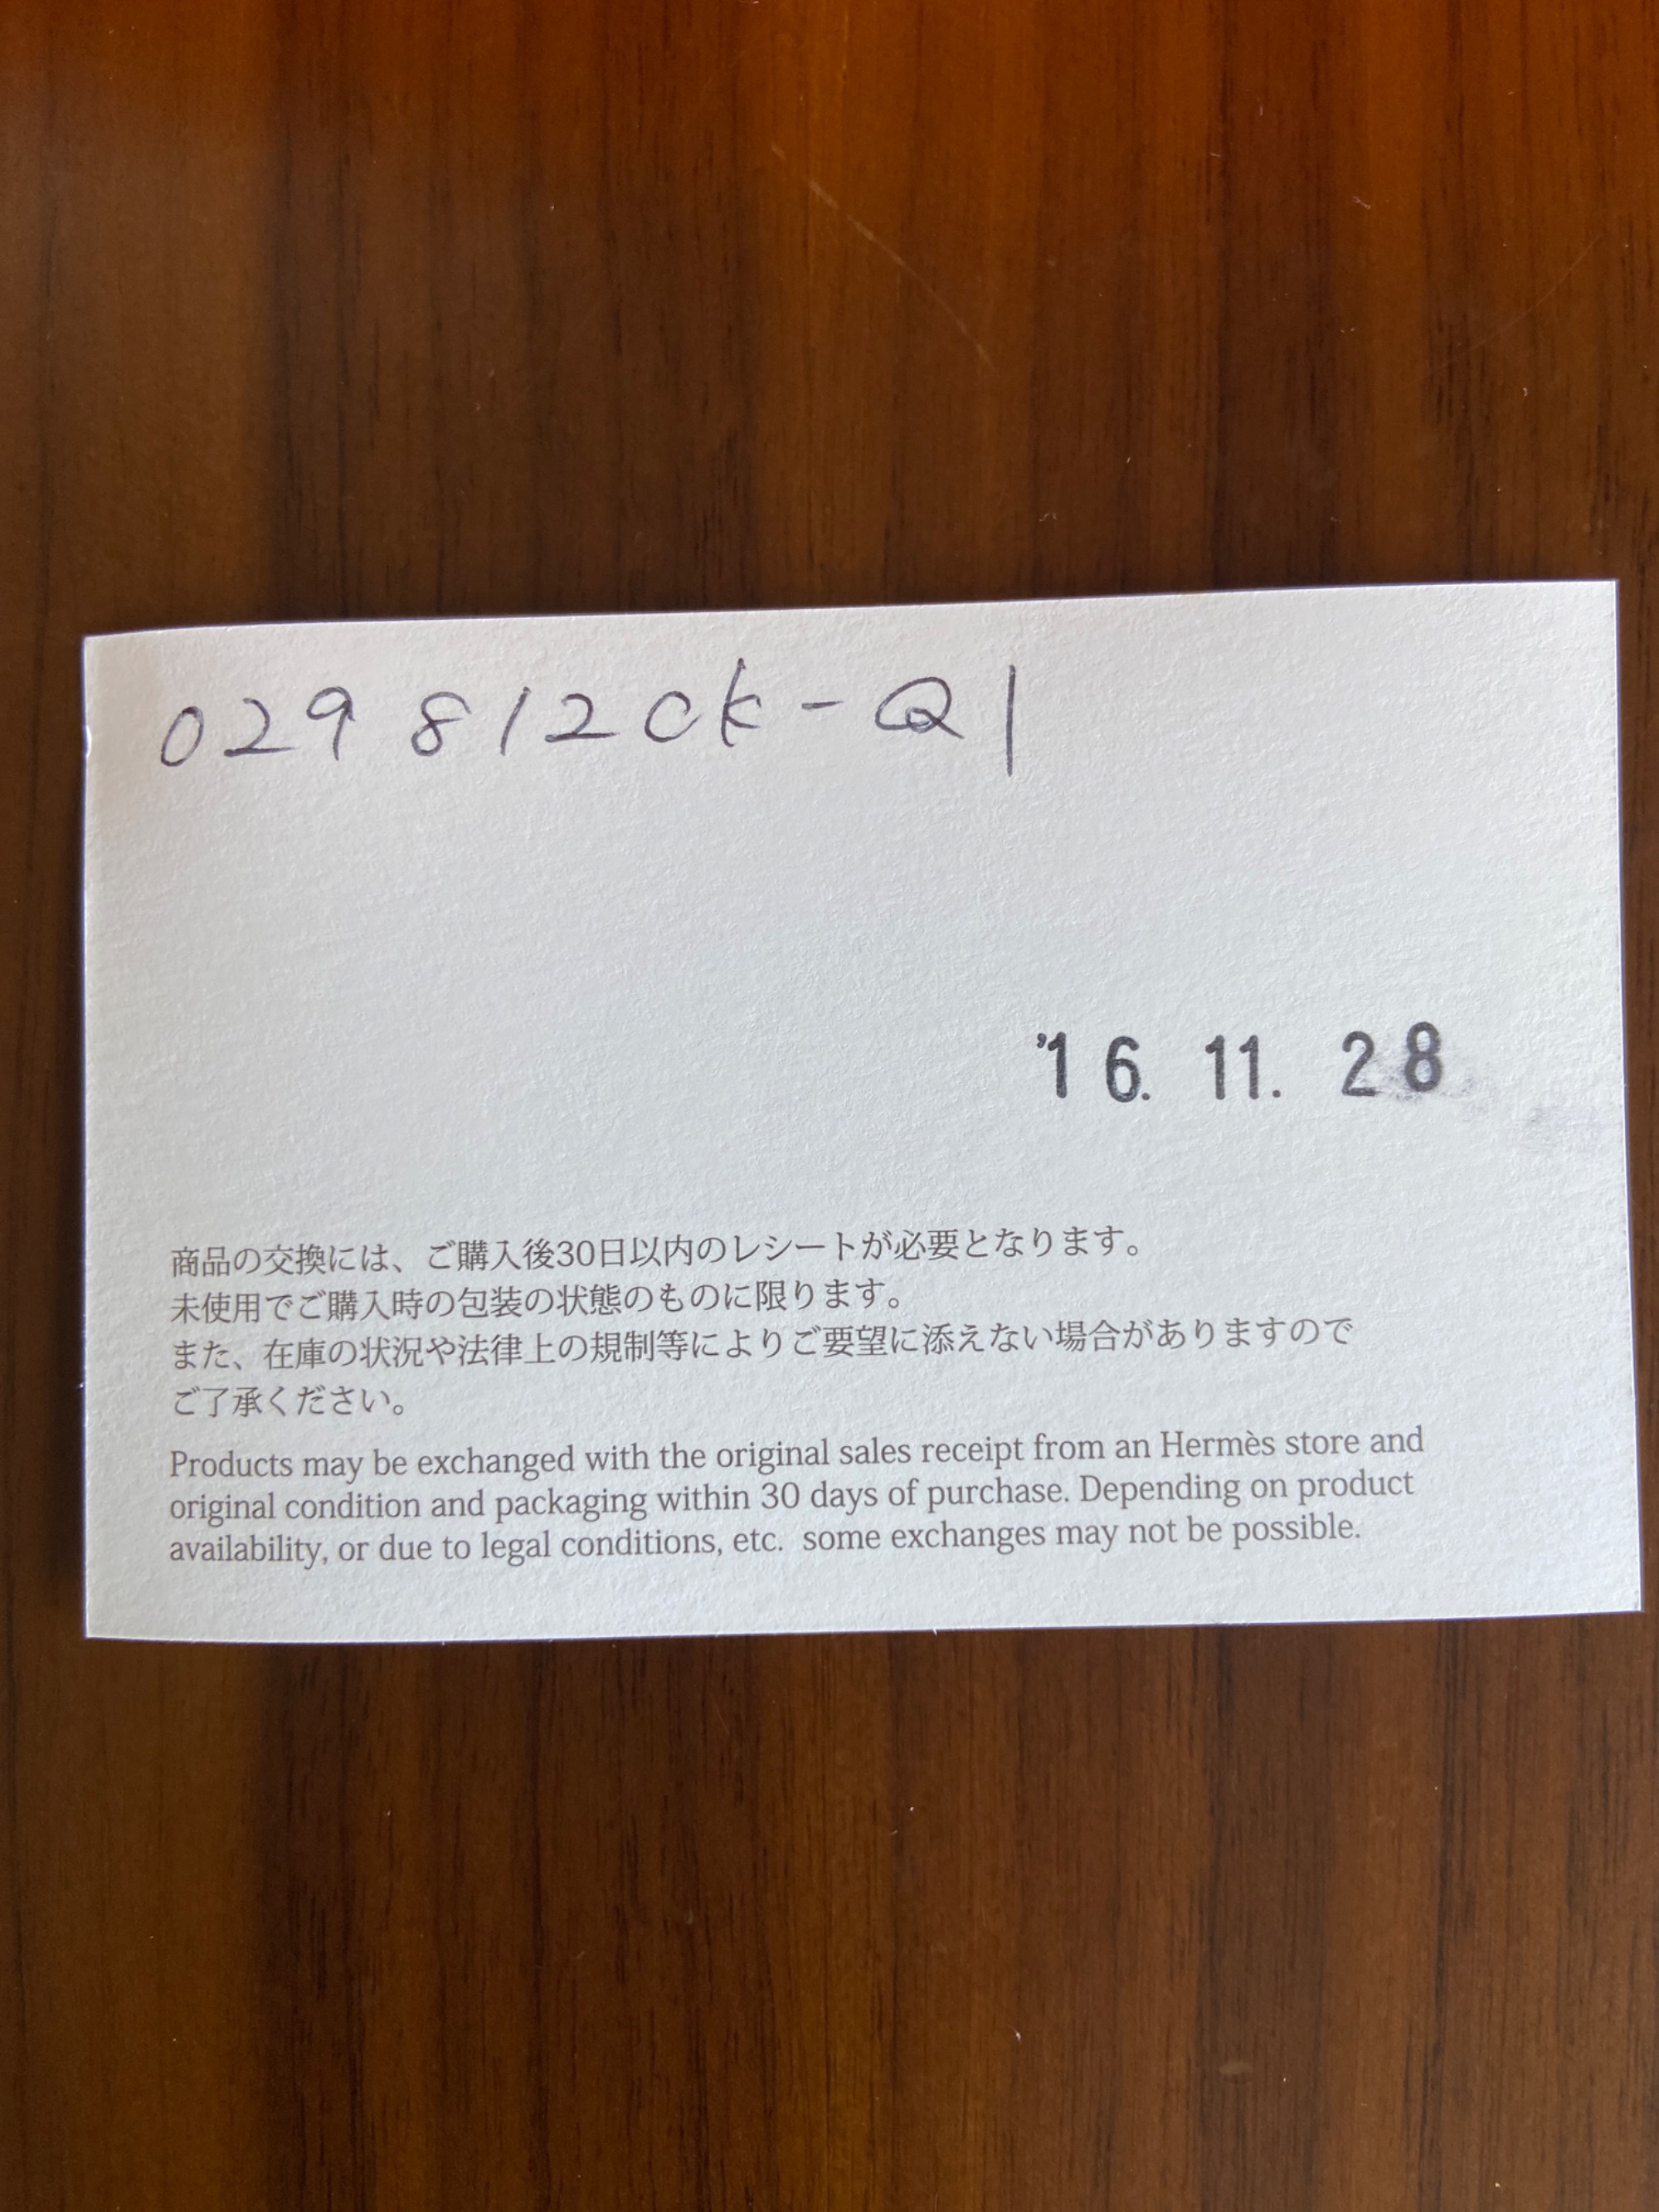 029812CK-Q1
'16.11.28
商品の交換には、ご購入後30日以内のレシートが必要となります。
未使用でご購入時の包装の状態のものに限ります。
また、在庫の状況や法律上の規制等によりご要望に添えない場合がありますので
ご了承ください。
Products may be exchanged with the original sales receipt from an Hermès store and
original condition and packaging within 30 days of purchase. Depending on product
availability, or due to legal conditions, etc. some exchanges may not be possible.